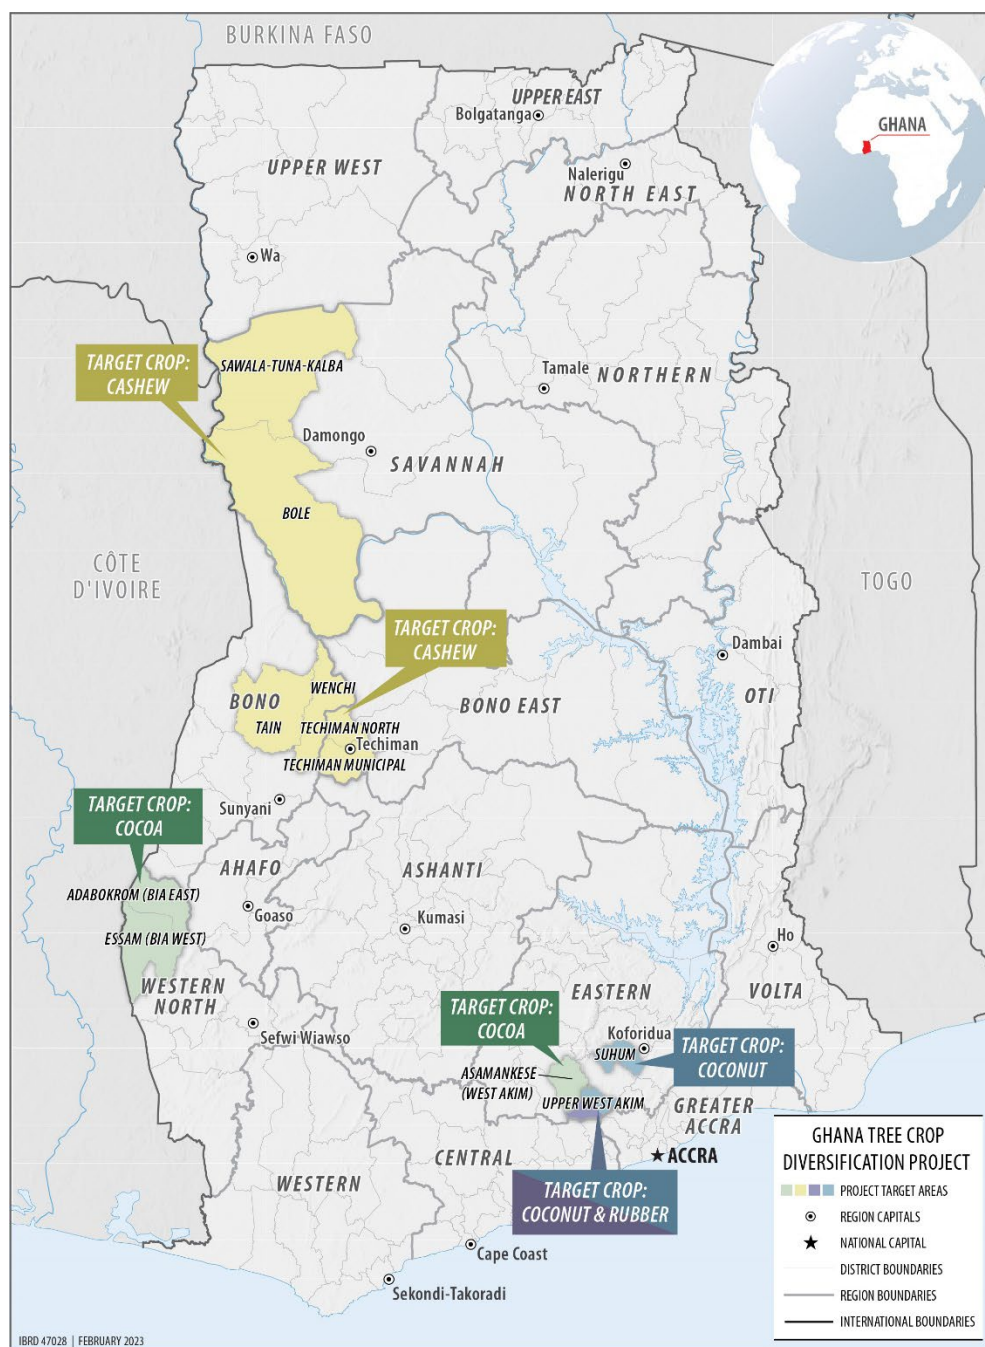 BURKINA FASO
UPPER EAST
Bolgatanga
GHANA
UPPER WEST
Nalerigu
NORTH EAST
Wa
TARGET CROP:
CASHEW
SAWALA-TUNA-KALBA
Tamale
NORTHERN
Damongo
SAVANNAH
BOLE
CÔTE
D'IVOIRE
TOGO
TARGET CROP:
CASHEW
Dambai
WENCHI
BONO
BONO EAST
OTI
TAIN
TECHIMAN NORTH
Techiman
TECHIMAN MUNICIPAL
TARGET CROP:
COCOA
Sunyani
AHAFO
ASHANTI
ADABOKROM (BIA EAST)
Goaso
Kumasi
ESSAM (BIA WEST)
Ho
WESTERN
NORTH
EASTERN
VOLTA
TARGET CROP:
COCOA
Sefwi Wiawso
Koforidua
SUHUM
TARGET CROP:
COCONUT
ASAMANKESE
(WEST AKIM)
UPPER WEST AKIM
GREATER
ACCRA
CENTRAL
ACCRA
WESTERN
TARGET CROP:
COCONUT & RUBBER
Cape Coast
Sekondi-Takoradi
GHANA TREE CROP
DIVERSIFICATION PROJECT
PROJECT TARGET AREAS
REGION CAPITALS
NATIONAL CAPITAL
DISTRICT BOUNDARIES
REGION BOUNDARIES
INTERNATIONAL BOUNDARIES
IBRD 47028 | FEBRUARY 2023